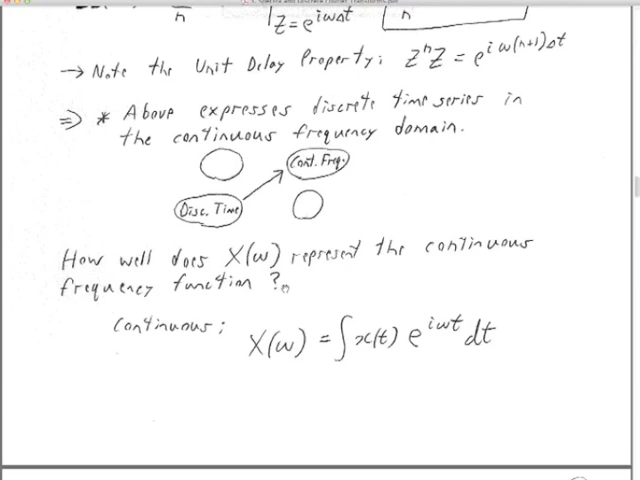 n
Z=e^{iωΔt}
n
→ Note the Unit Delay Property; Z^n Z = e^{iω(n+1)Δt}
⇒ * Above expresses discrete time series in
the continuous frequency domain.
Cont. Freq.
Disc. Time
How well does X(ω) represent the continuous
frequency function ?
Continuous; X(ω) = ∫x(t) e^{iωt} dt